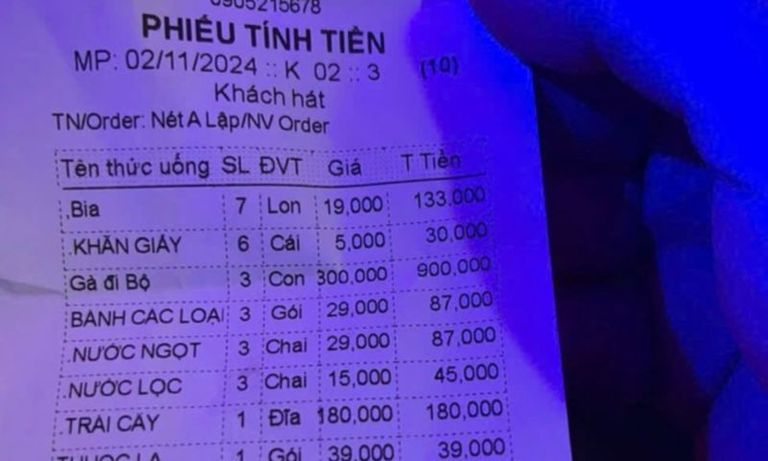 0905215678
PHIẾU TÍNH TIỀN
MP: 02/11/2024 :: K 02 :: 3 (10)
Khách hát
TN/Order: Nét A Lập/NV Order
Tên thức uống SL ĐVT Giá T Tiền
.Bia 7 Lon 19,000 133,000
.KHĂN GIẤY 6 Cái 5,000 30,000
Gà đi Bộ 3 Con 300,000 900,000
BÁNH CÁC LOẠI 3 Gói 29,000 87,000
.NƯỚC NGỌT 3 Chai 29,000 87,000
.NƯỚC LỌC 3 Chai 15,000 45,000
.TRÁI CÂY 1 Đĩa 180,000 180,000
THUỐC LÁ 1 Gói 39,000 39,000